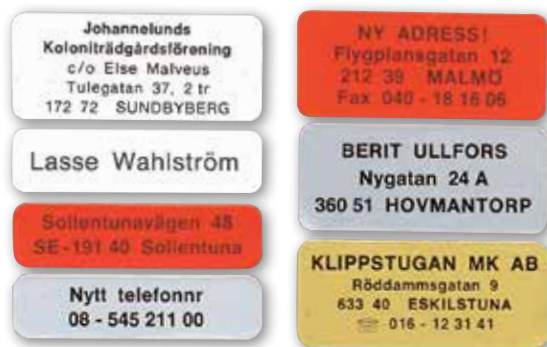 Johannelunds
Koloniträdgårdsförening
c/o Else Malveus
Tulegatan 37, 2 tr
172 72 SUNDBYBERG
Lasse Wahlström
Sollentunavägen 48
SE-191 40 Sollentuna
Nytt telefonnr
08 - 545 211 00
NY ADRESS!
Flygplansgatan 12
212 39 MALMÖ
Fax 040 - 18 16 06
BERIT ULLFORS
Nygatan 24 A
360 51 HOVMANTORP
KLIPPSTUGAN MK AB
Röddammsgatan 9
633 40 ESKILSTUNA
☎ 016 - 12 31 41